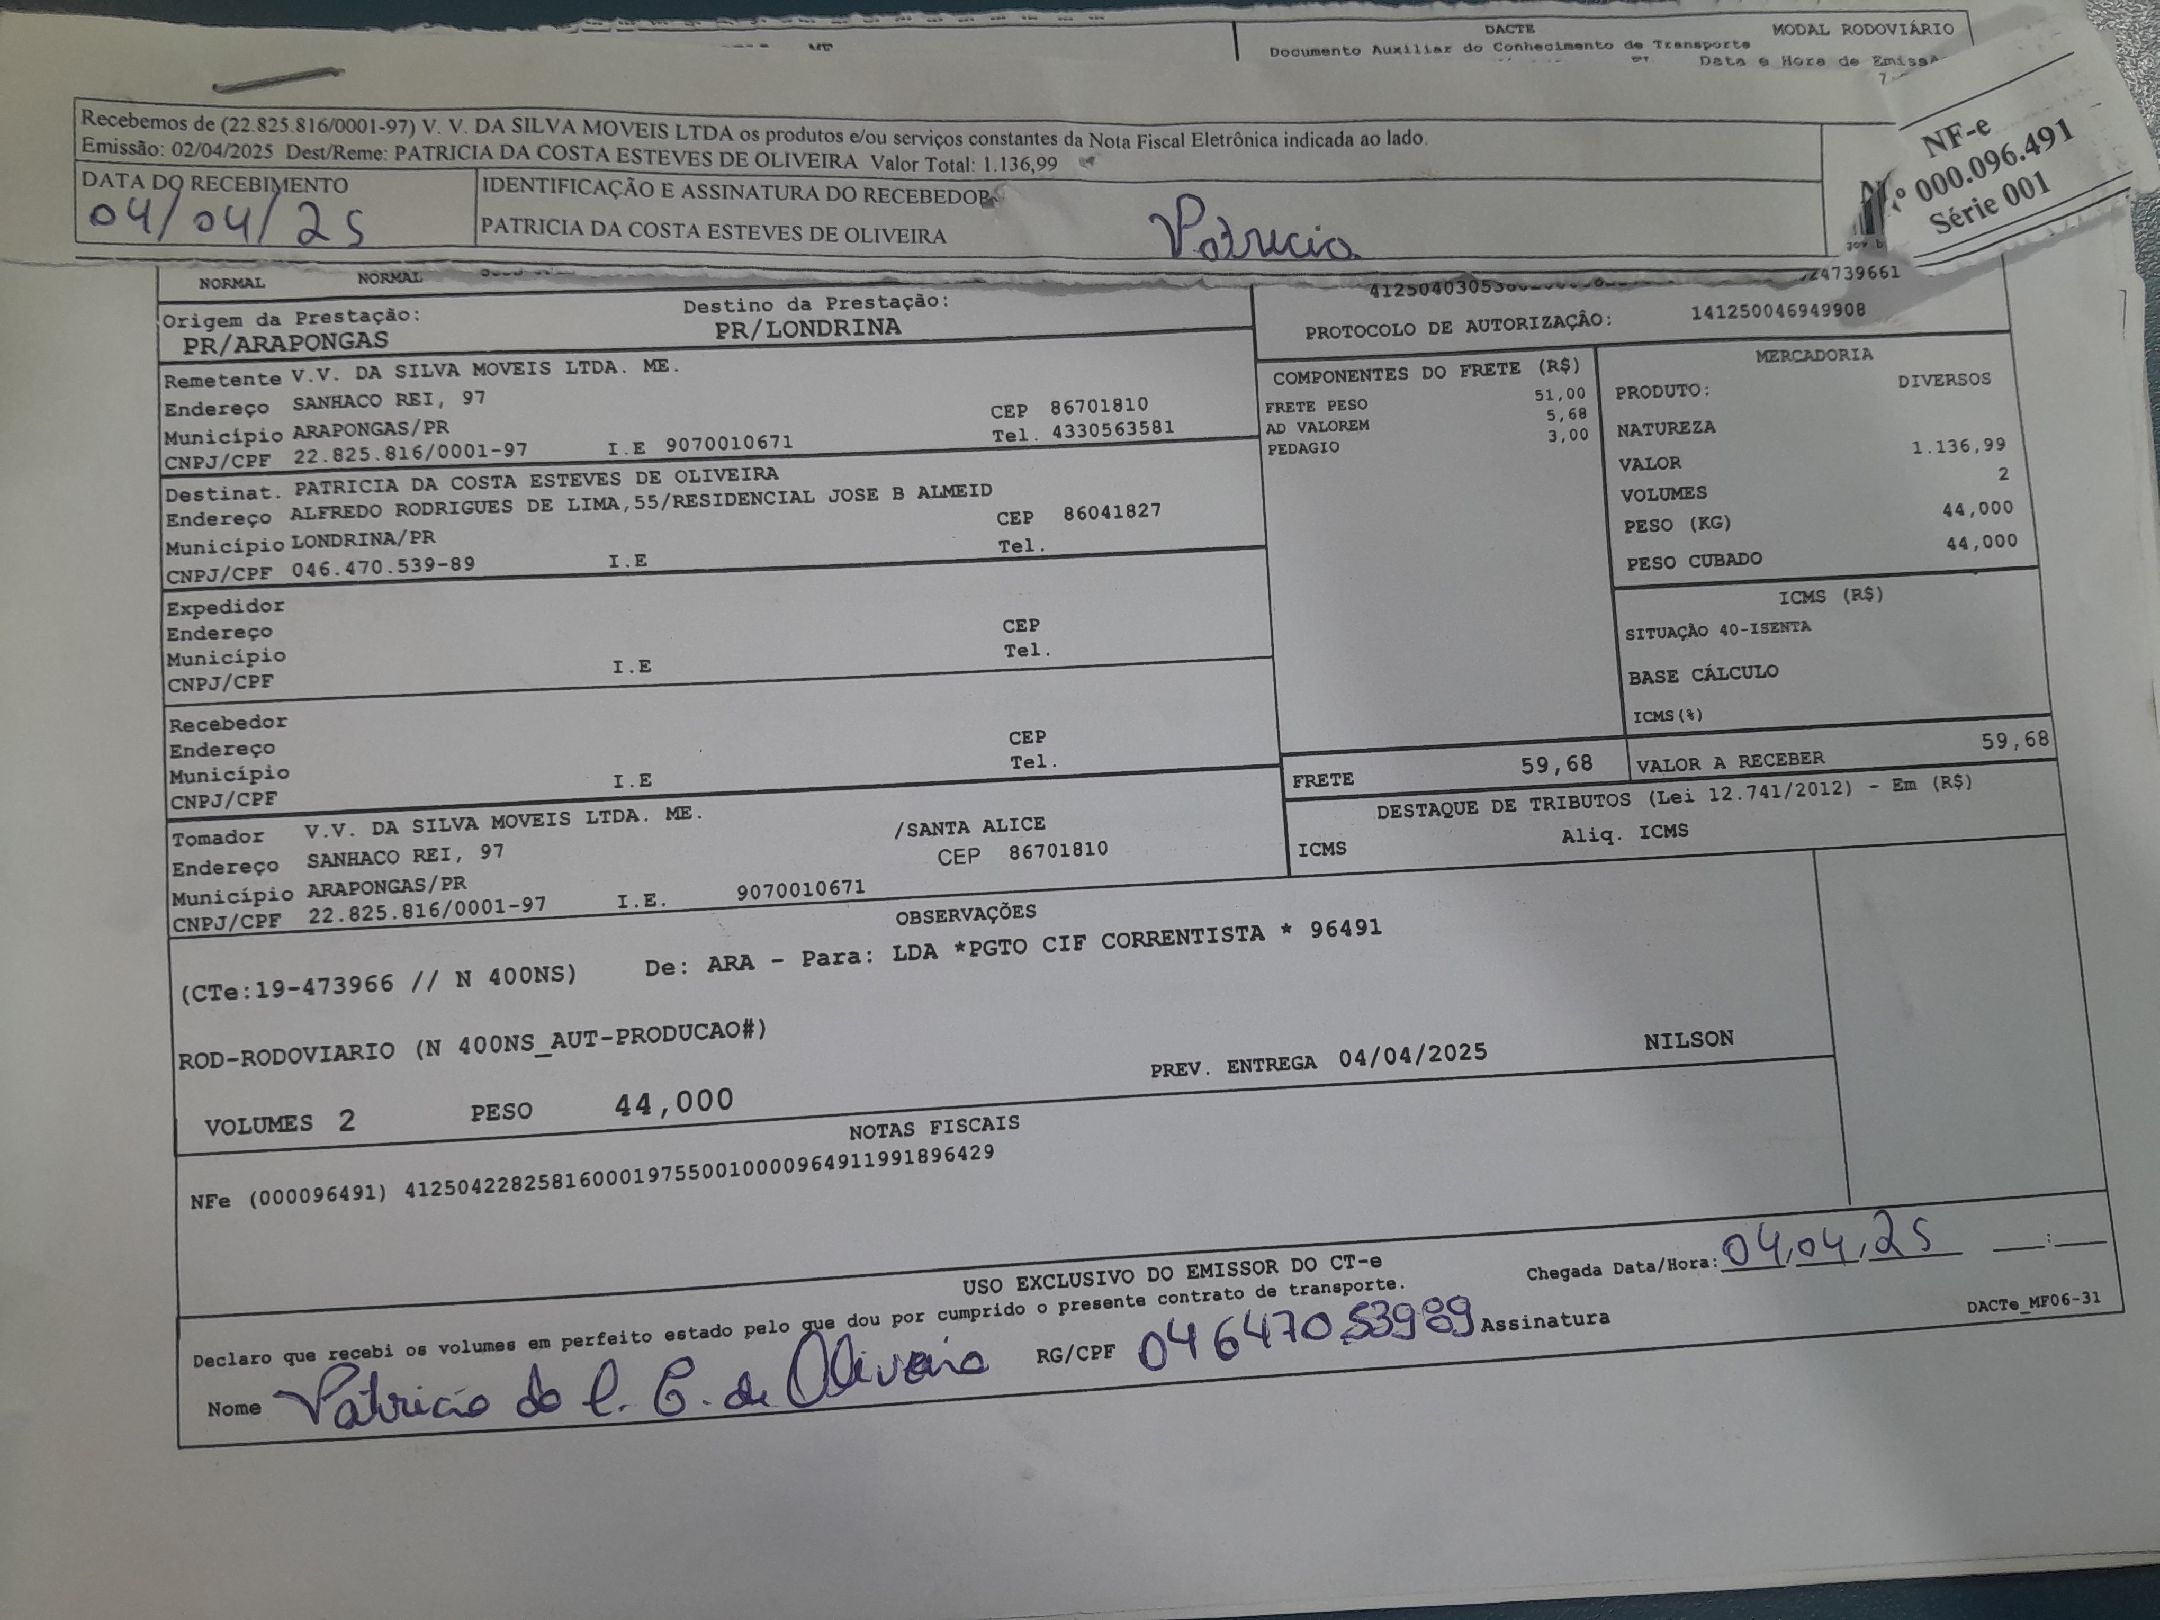 DACTE
MODAL RODOVIÁRIO
Documento Auxiliar do Conhecimento de Transporte
Data e Hora de Emissã
ME
Recebemos de (22.825.816/0001-97) V. V. DA SILVA MOVEIS LTDA os produtos e/ou serviços constantes da Nota Fiscal Eletrônica indicada ao lado.
Emissão: 02/04/2025 Dest/Reme: PATRICIA DA COSTA ESTEVES DE OLIVEIRA Valor Total: 1.136,99
DATA DO RECEBIMENTO
04/04/25
IDENTIFICAÇÃO E ASSINATURA DO RECEBEDOR
PATRICIA DA COSTA ESTEVES DE OLIVEIRA
Patricia
NF-e
Nº 000.096.491
Série 001
NORMAL NORMAL
24739661
Origem da Prestação:
PR/ARAPONGAS
Destino da Prestação:
PR/LONDRINA
PROTOCOLO DE AUTORIZAÇÃO: 141250046949908
Remetente V.V. DA SILVA MOVEIS LTDA. ME.
Endereço SANHACO REI, 97
CEP 86701810
Município ARAPONGAS/PR
Tel. 4330563581
CNPJ/CPF 22.825.816/0001-97 I.E 9070010671
Destinat. PATRICIA DA COSTA ESTEVES DE OLIVEIRA
Endereço ALFREDO RODRIGUES DE LIMA,55/RESIDENCIAL JOSE B ALMEID
CEP 86041827
Município LONDRINA/PR
Tel.
CNPJ/CPF 046.470.539-89 I.E
Expedidor
Endereço
CEP
Município
Tel.
CNPJ/CPF I.E
Recebedor
Endereço
CEP
Município
Tel.
CNPJ/CPF I.E
Tomador V.V. DA SILVA MOVEIS LTDA. ME.
Endereço SANHACO REI, 97 /SANTA ALICE
CEP 86701810
Município ARAPONGAS/PR
CNPJ/CPF 22.825.816/0001-97 I.E. 9070010671
COMPONENTES DO FRETE (R$)
FRETE PESO 51,00
AD VALOREM 5,68
PEDAGIO 3,00
MERCADORIA
PRODUTO: DIVERSOS
NATUREZA
VALOR 1.136,99
VOLUMES 2
PESO (KG) 44,000
PESO CUBADO 44,000
ICMS (R$)
SITUAÇÃO 40-ISENTA
BASE CÁLCULO
ICMS(%)
FRETE 59,68
VALOR A RECEBER 59,68
DESTAQUE DE TRIBUTOS (Lei 12.741/2012) - Em (R$)
ICMS Aliq. ICMS
OBSERVAÇÕES
(CTe:19-473966 // N 400NS) De: ARA - Para: LDA *PGTO CIF CORRENTISTA * 96491
ROD-RODOVIARIO (N 400NS_AUT-PRODUCAO#)
PREV. ENTREGA 04/04/2025 NILSON
VOLUMES 2 PESO 44,000
NOTAS FISCAIS
NFe (000096491) 41250422825816000197550010000964911991896429
USO EXCLUSIVO DO EMISSOR DO CT-e
Declaro que recebi os volumes em perfeito estado pelo que dou por cumprido o presente contrato de transporte.
Chegada Data/Hora: 04/04/25 __:__
Nome Patricia da C. E. de Oliveira RG/CPF 04647053989 Assinatura
DACTe_MF06-31